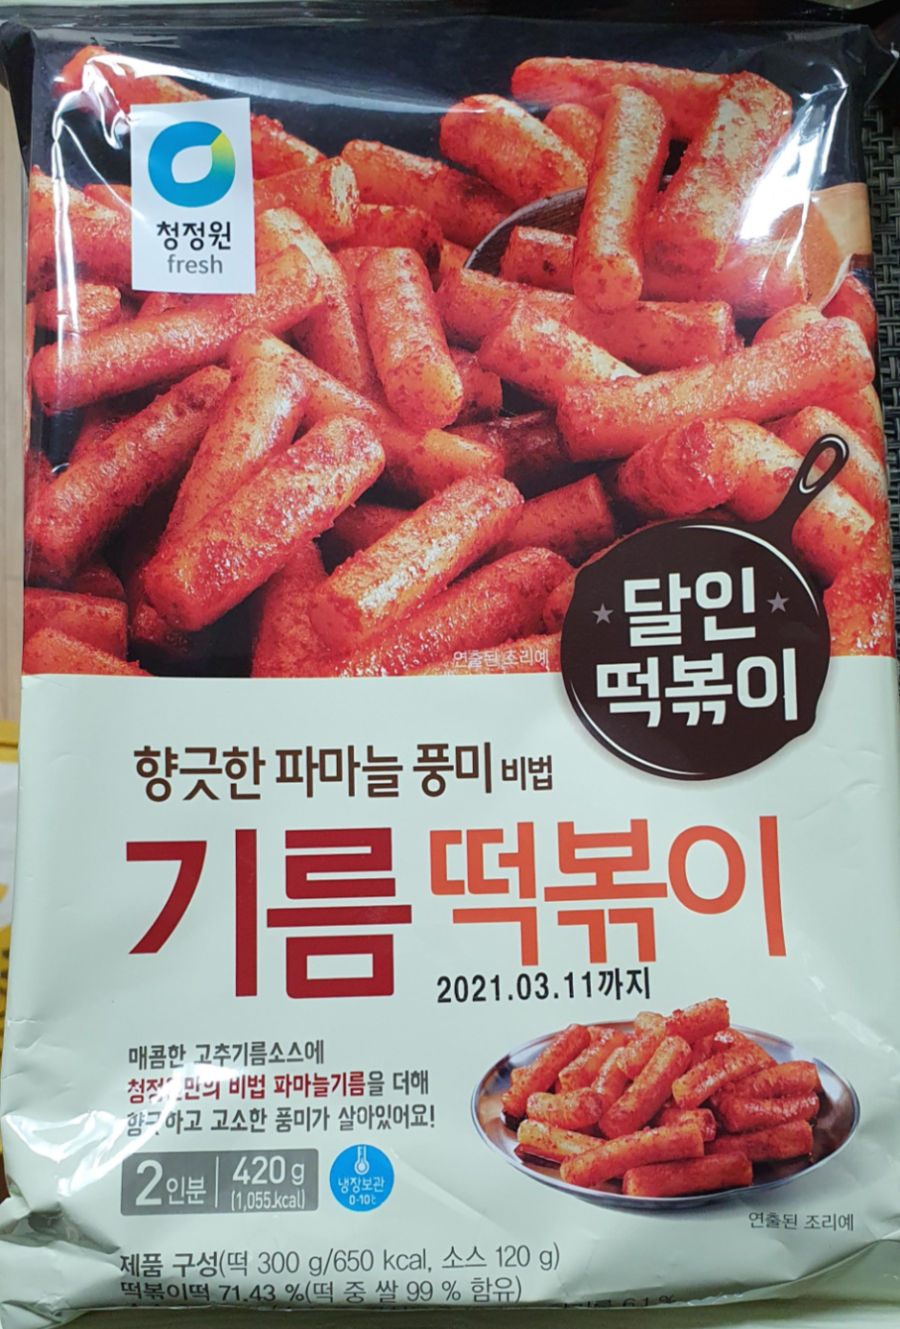 청정원
fresh
연출된 조리예
달인
떡볶이
향긋한 파마늘 풍미 비법
기름 떡볶이
2021.03.11까지
매콤한 고추기름소스에
청정원만의 비법 파마늘기름을 더해
향긋하고 고소한 풍미가 살아있어요!
2인분 420 g
(1,055 kcal)
냉장보관
0-10℃
연출된 조리예
제품 구성(떡 300 g/650 kcal, 소스 120 g)
떡볶이떡 71.43 %(떡 중 쌀 99 % 함유)
6.1 %